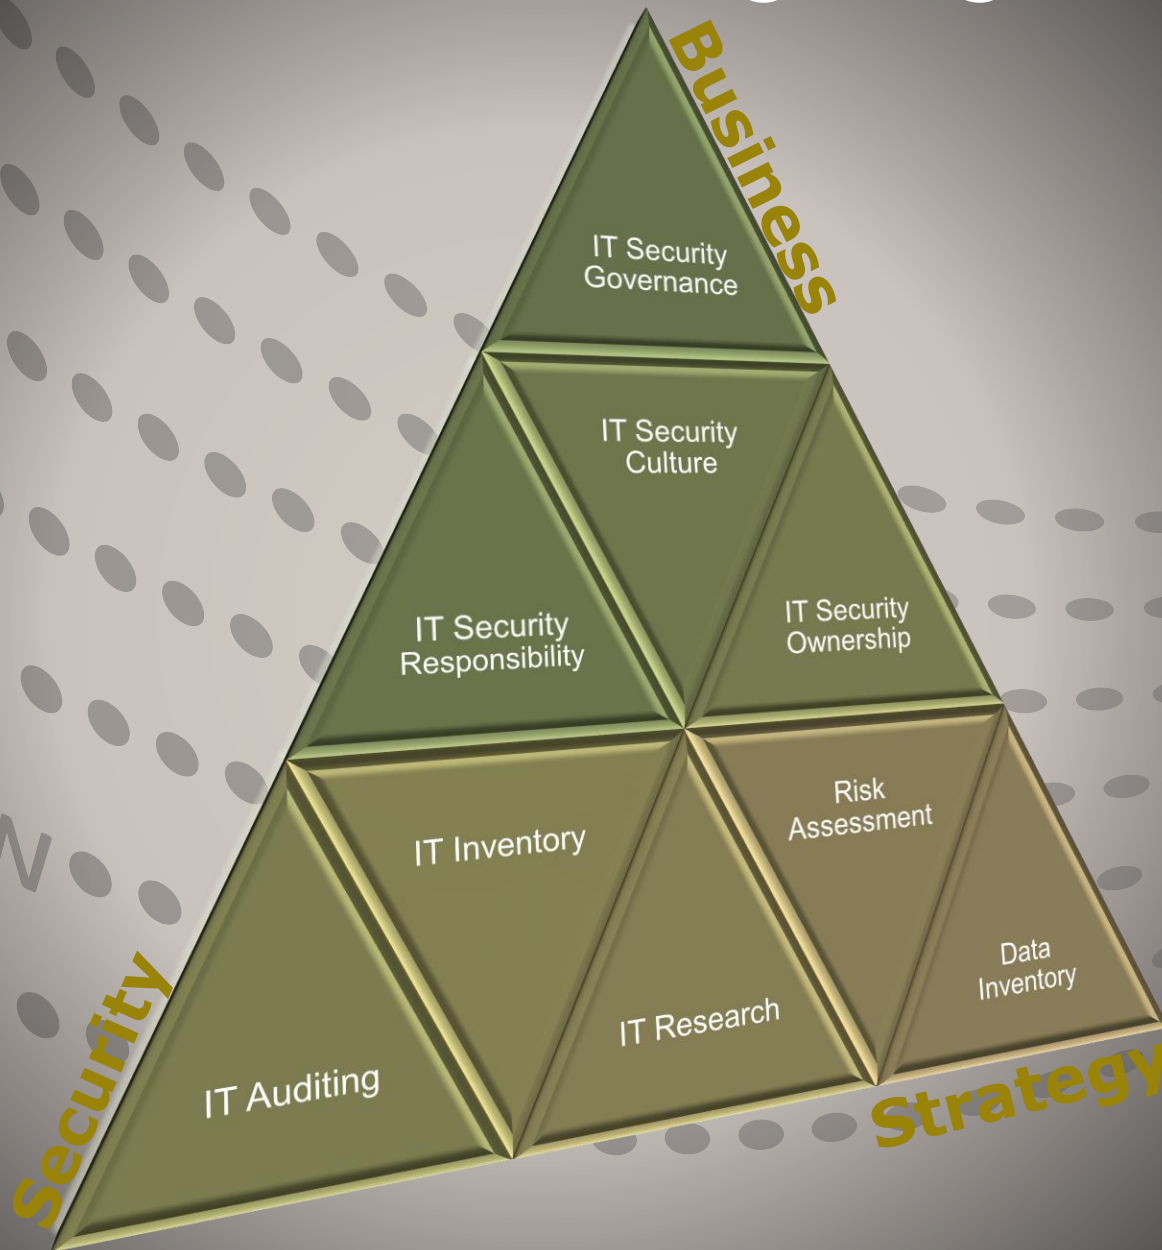 Business
IT Security
Governance
IT Security
Culture
IT Security
Responsibility
IT Security
Ownership
IT Inventory
Risk
Assessment
IT Auditing
IT Research
Data
Inventory
Security
Strategy
N